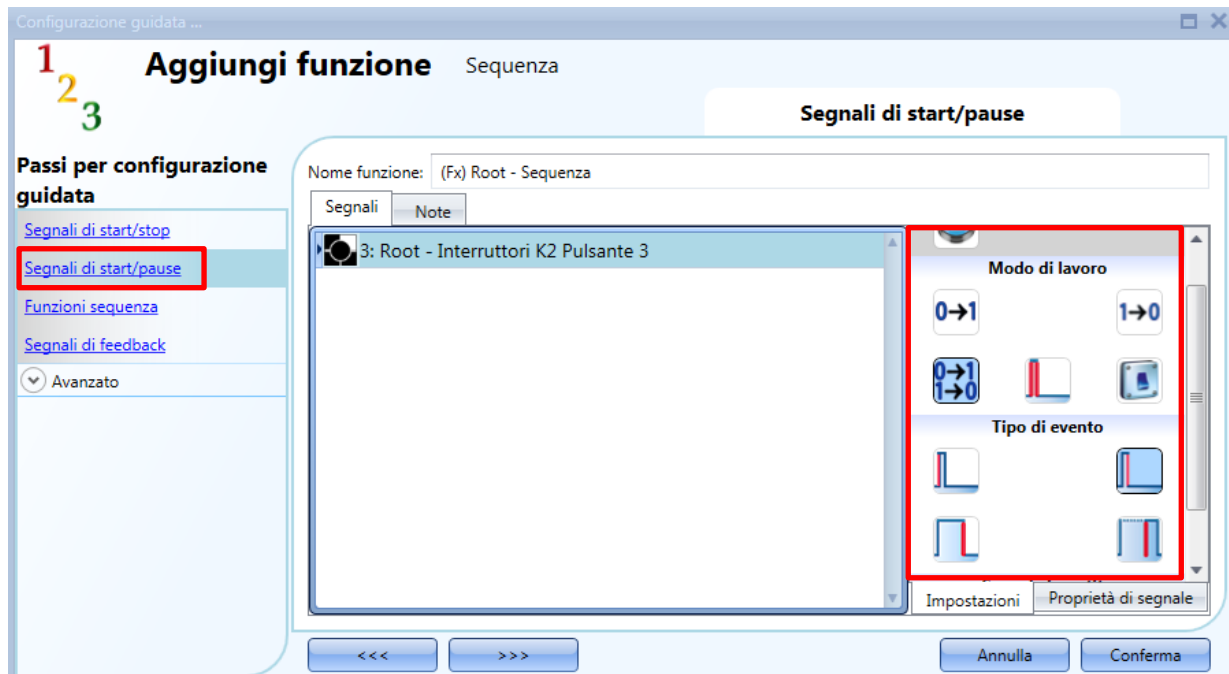 Configurazione guidata ...
1
2
3
Aggiungi funzione Sequenza
Segnali di start/pause
Passi per configurazione
guidata
Segnali di start/stop
Segnali di start/pause
Funzioni sequenza
Segnali di feedback
Avanzato
Nome funzione: (Fx) Root - Sequenza
Segnali Note
3: Root - Interruttori K2 Pulsante 3
Modo di lavoro
0→1 1→0
0→1
1→0
Tipo di evento
Impostazioni Proprietà di segnale
<<< >>> Annulla Conferma